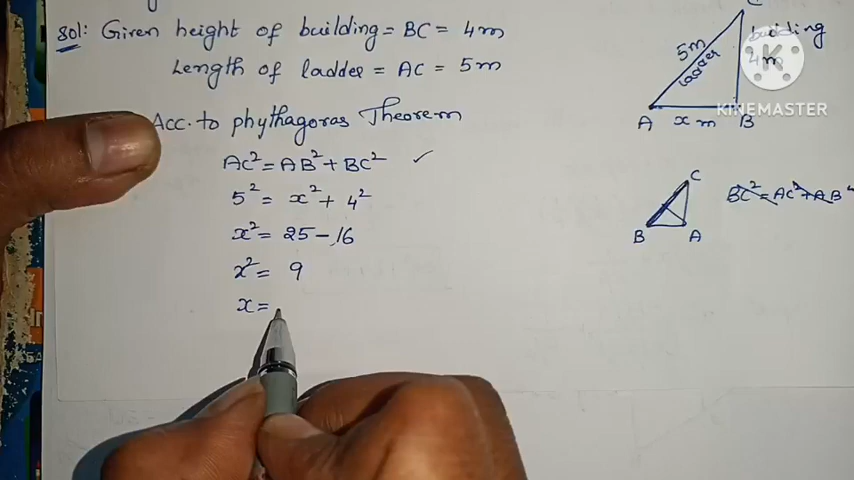 Sol: Given height of building = BC = 4m
Length of ladder = AC = 5m
Acc. to phythagoras Theorem
AC² = AB² + BC² ✓
5² = x² + 4²
x² = 25 - 16
x² = 9
x =
5m
ladder
building
4m
A x m B
K
KINEMASTER
C
B A
BC² = AC² + AB²